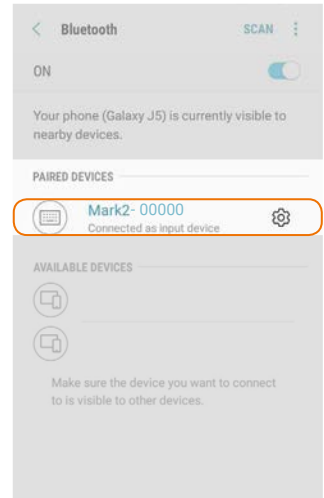 Bluetooth SCAN
ON
Your phone (Galaxy J5) is currently visible to
nearby devices.
PAIRED DEVICES
Mark2- 00000
Connected as input device
AVAILABLE DEVICES
Make sure the device you want to connect
to is visible to other devices.